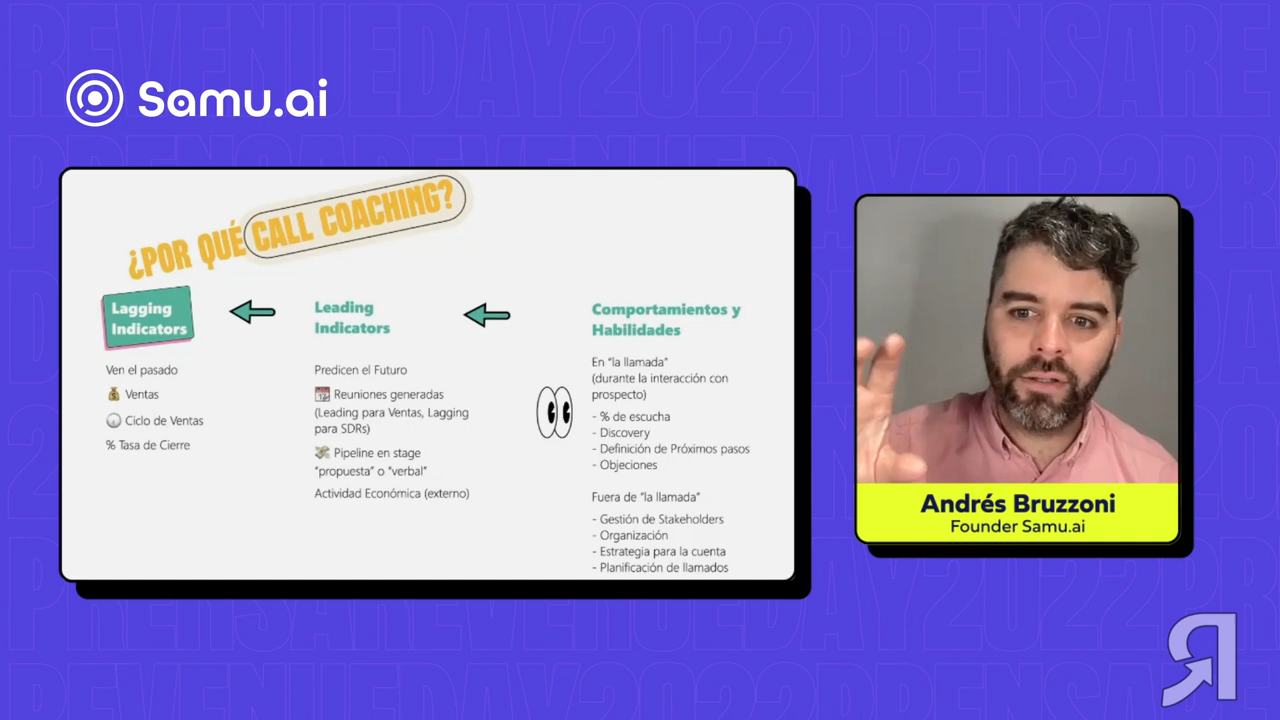 Samu.ai
¿POR QUÉ CALL COACHING?
Lagging
Indicators
Ven el pasado
Ventas
Ciclo de Ventas
% Tasa de Cierre
Leading
Indicators
Predicen el Futuro
Reuniones generadas
(Leading para Ventas, Lagging
para SDRs)
Pipeline en stage
“propuesta” o “verbal”
Actividad Económica (externo)
Comportamientos y
Habilidades
En “la llamada”
(durante la interacción con
prospecto)
- % de escucha
- Discovery
- Definición de Próximos pasos
- Objeciones
Fuera de “la llamada”
- Gestión de Stakeholders
- Organización
- Estrategia para la cuenta
- Planificación de llamados
Andrés Bruzzoni
Founder Samu.ai